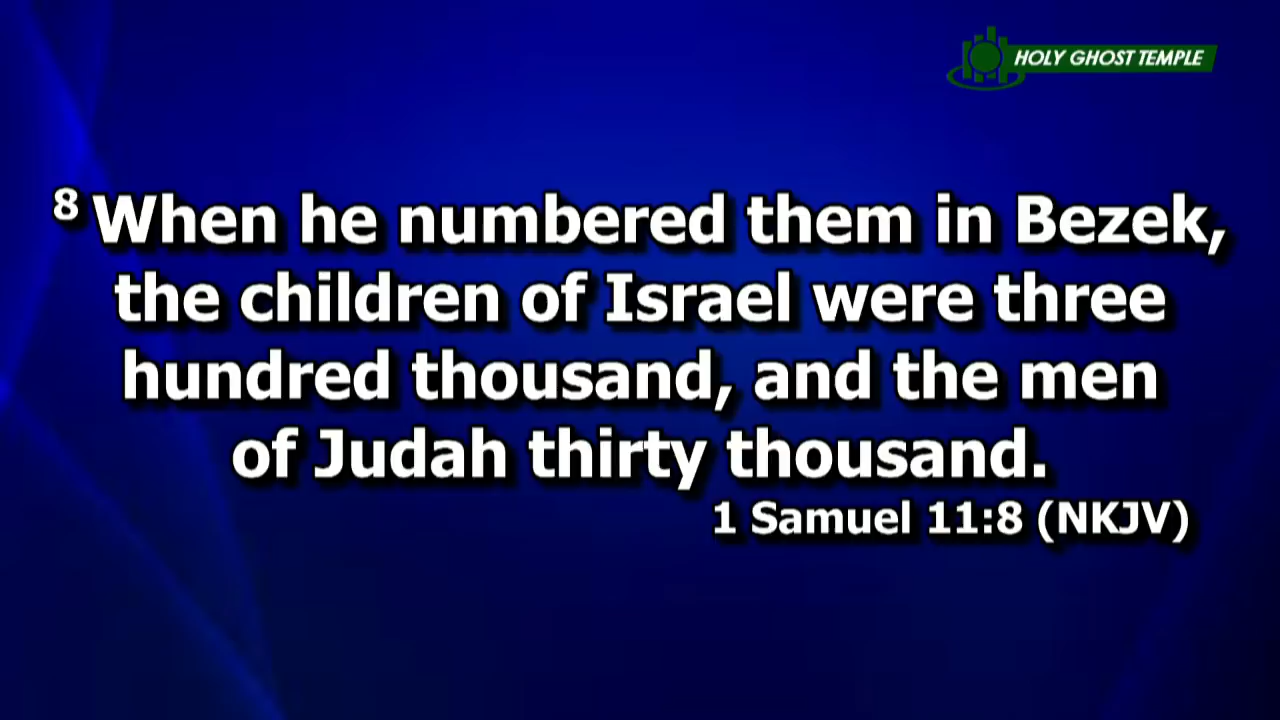 HOLY GHOST TEMPLE
8 When he numbered them in Bezek,
the children of Israel were three
hundred thousand, and the men
of Judah thirty thousand.
1 Samuel 11:8 (NKJV)